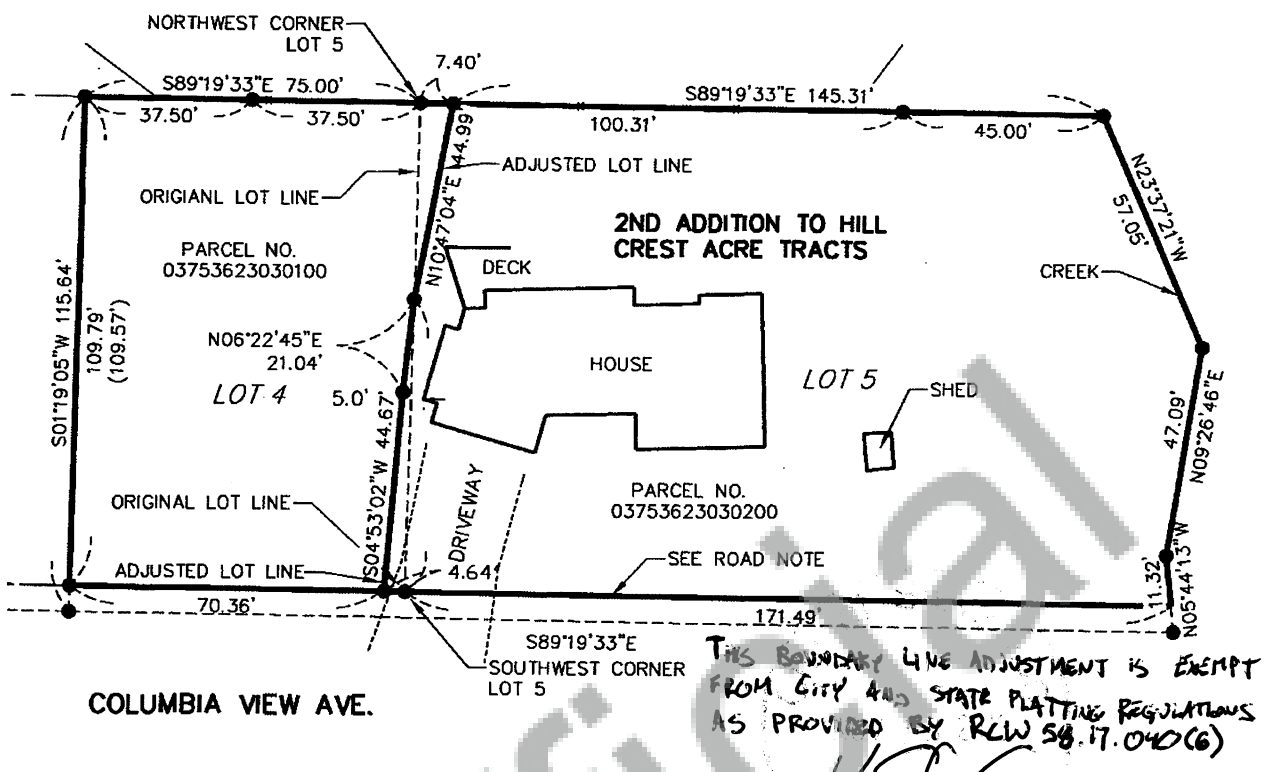 NORTHWEST CORNER
LOT 5
7.40'
S89°19'33"E 75.00'
37.50'
37.50'
S89°19'33"E 145.31'
100.31'
45.00'
N10°47'04"E 44.99'
ADJUSTED LOT LINE
ORIGIANL LOT LINE
2ND ADDITION TO HILL
CREST ACRE TRACTS
N23°37'21"W
57.05'
PARCEL NO.
03753623030100
DECK
CREEK
S01°19'05"W 115.64'
109.79'
(109.57')
N06°22'45"E
21.04'
HOUSE
LOT 4
5.0'
LOT 5
SHED
47.09'
N09°26'46"E
S04°53'02"W 44.67'
ORIGINAL LOT LINE
DRIVEWAY
PARCEL NO.
03753623030200
ADJUSTED LOT LINE
4.64'
SEE ROAD NOTE
11.32'
N05°44'13"W
70.36'
171.49'
S89°19'33"E
SOUTHWEST CORNER
LOT 5
COLUMBIA VIEW AVE.
THIS BOUNDARY LINE ADJUSTMENT IS EXEMPT
FROM CITY AND STATE PLATTING REGULATIONS
AS PROVIDED BY RCW 58.17.040(6)